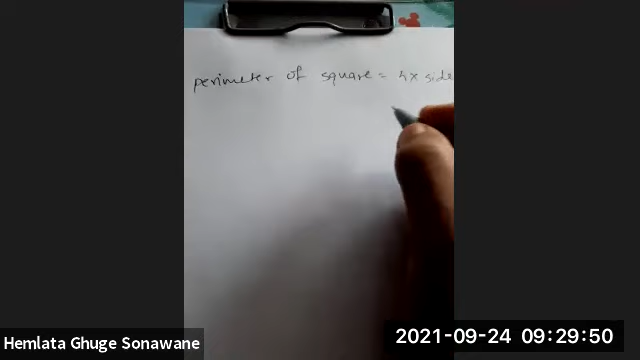 perimeter of square = 4x side
Hemlata Ghuge Sonawane
2021-09-24 09:29:50